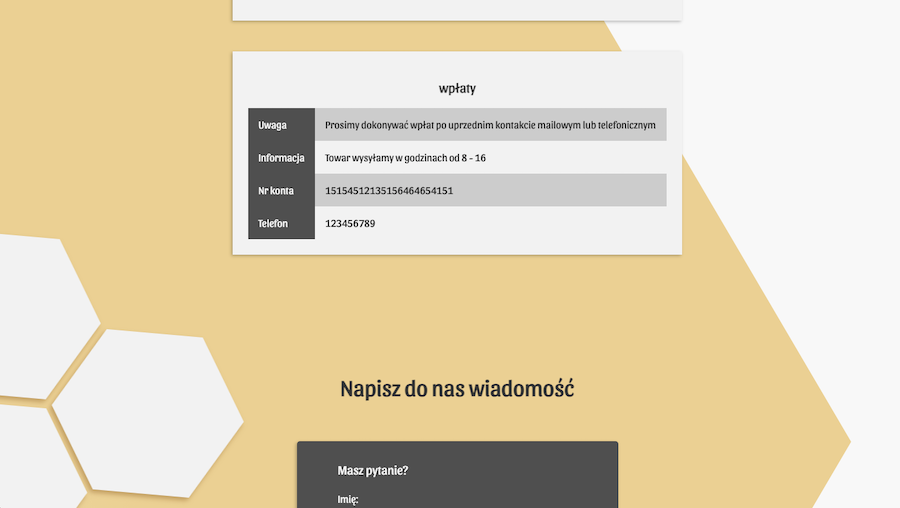 wpłaty
Uwaga Prosimy dokonywać wpłat po uprzednim kontakcie mailowym lub telefonicznym
Informacja Towar wysyłamy w godzinach od 8 - 16
Nr konta 15154512135156464654151
Telefon 123456789
Napisz do nas wiadomość
Masz pytanie?
Imię: